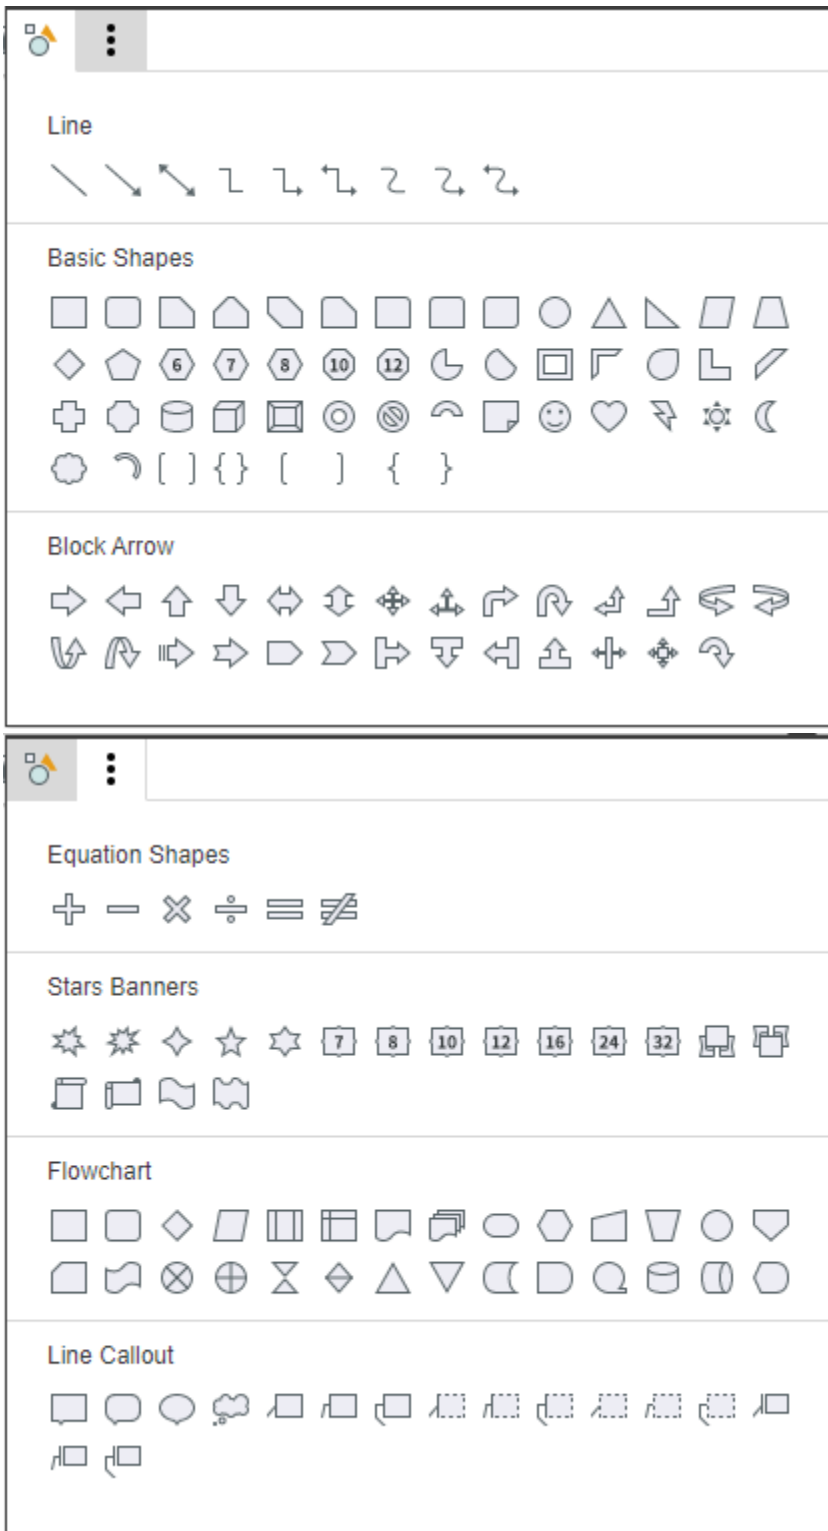 Line
Basic Shapes
6 7 8 10 12
Block Arrow
Equation Shapes
Stars Banners
7 8 10 12 16 24 32
Flowchart
Line Callout